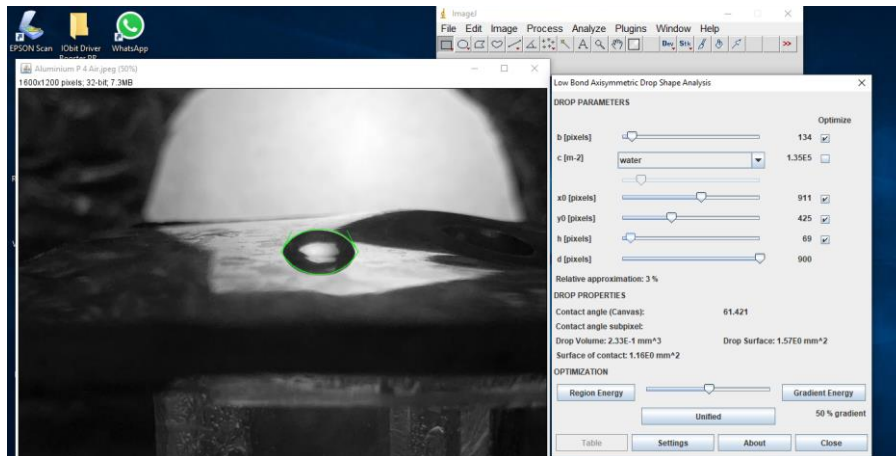 ImageJ
File Edit Image Process Analyze Plugins Window Help
Dev Stk
>>
EPSON Scan
IObit Driver
WhatsApp
Aluminium P 4 Air.jpeg (50%)
1600x1200 pixels; 32-bit; 7.3MB
Low Bond Axisymmetric Drop Shape Analysis
DROP PARAMETERS
Optimize
b [pixels] 134
c [m-2] water 1.35E5
x0 [pixels] 911
y0 [pixels] 425
h [pixels] 69
d [pixels] 900
Relative approximation: 3 %
DROP PROPERTIES
Contact angle (Canvas): 61.421
Contact angle subpixel:
Drop Volume: 2.33E-1 mm^3 Drop Surface: 1.57E0 mm^2
Surface of contact: 1.16E0 mm^2
OPTIMIZATION
Region Energy Gradient Energy
Unified 50 % gradient
Table Settings About Close